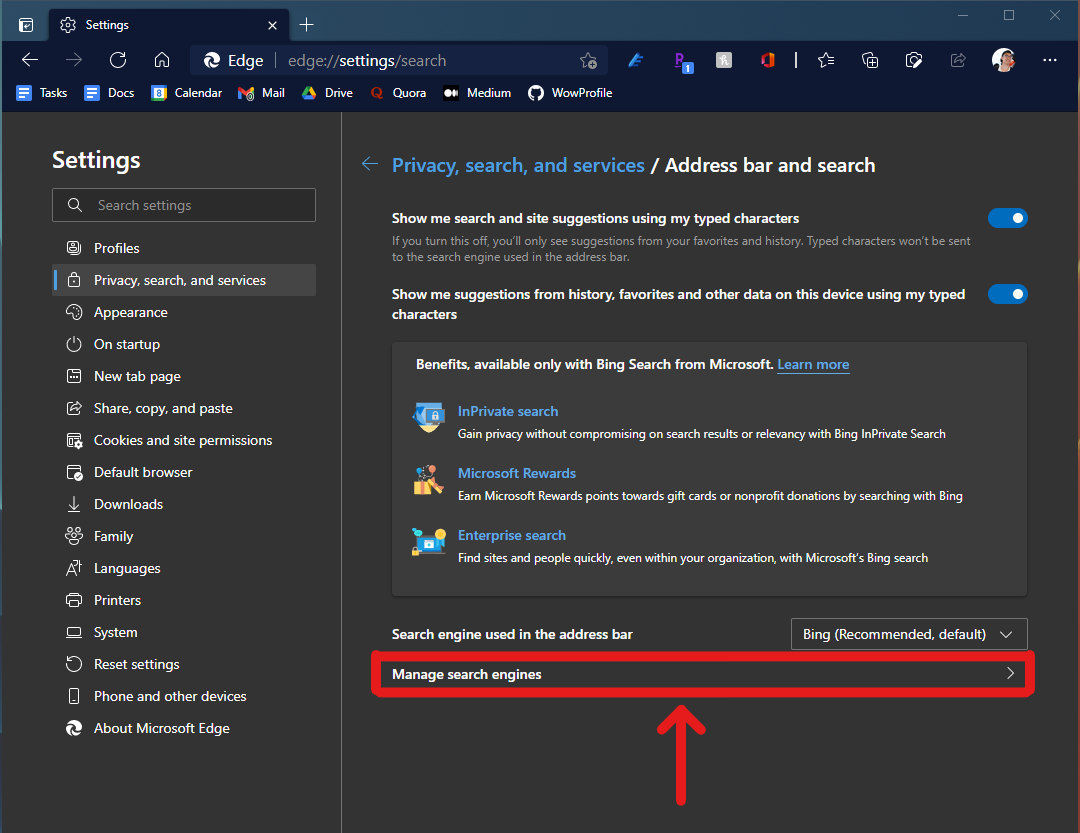 Settings
Edge edge://settings/search
1
Tasks Docs 8 Calendar Mail Drive Quora Medium WowProfile
Settings
Search settings
Profiles
Privacy, search, and services
Appearance
On startup
New tab page
Share, copy, and paste
Cookies and site permissions
Default browser
Downloads
Family
Languages
Printers
System
Reset settings
Phone and other devices
About Microsoft Edge
Privacy, search, and services / Address bar and search
Show me search and site suggestions using my typed characters
If you turn this off, you'll only see suggestions from your favorites and history. Typed characters won't be sent
to the search engine used in the address bar.
Show me suggestions from history, favorites and other data on this device using my typed
characters
Benefits, available only with Bing Search from Microsoft. Learn more
InPrivate search
Gain privacy without compromising on search results or relevancy with Bing InPrivate Search
Microsoft Rewards
Earn Microsoft Rewards points towards gift cards or nonprofit donations by searching with Bing
Enterprise search
Find sites and people quickly, even within your organization, with Microsoft's Bing search
Search engine used in the address bar
Bing (Recommended, default)
Manage search engines